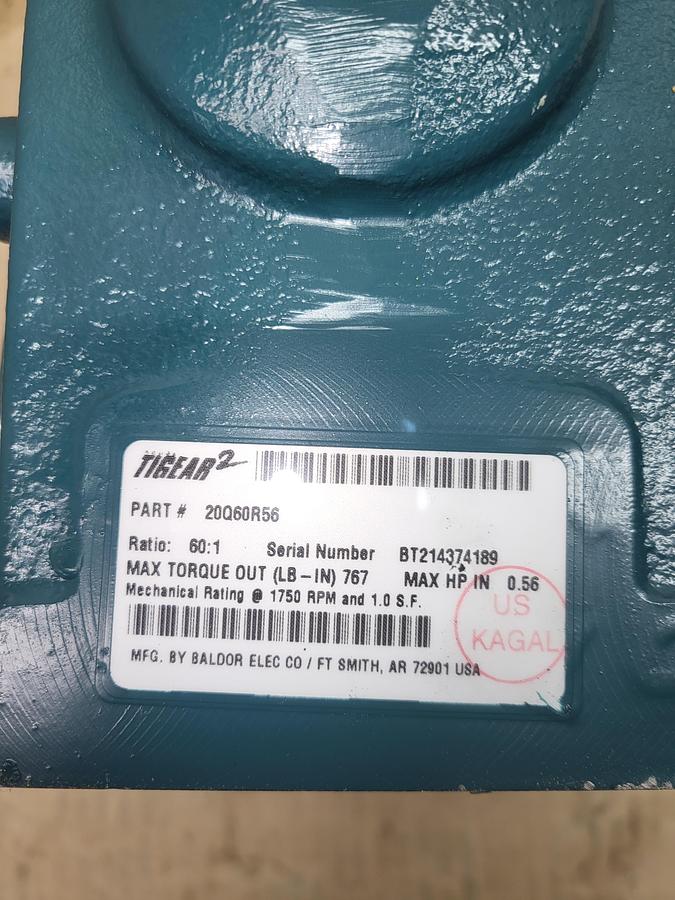 TIGEAR2
PART # 20Q60R56
Ratio: 60:1 Serial Number BT214374189
MAX TORQUE OUT (LB-IN) 767 MAX HP IN 0.56
Mechanical Rating @ 1750 RPM and 1.0 S.F.
US
KAGAL
MFG. BY BALDOR ELEC CO / FT SMITH, AR 72901 USA